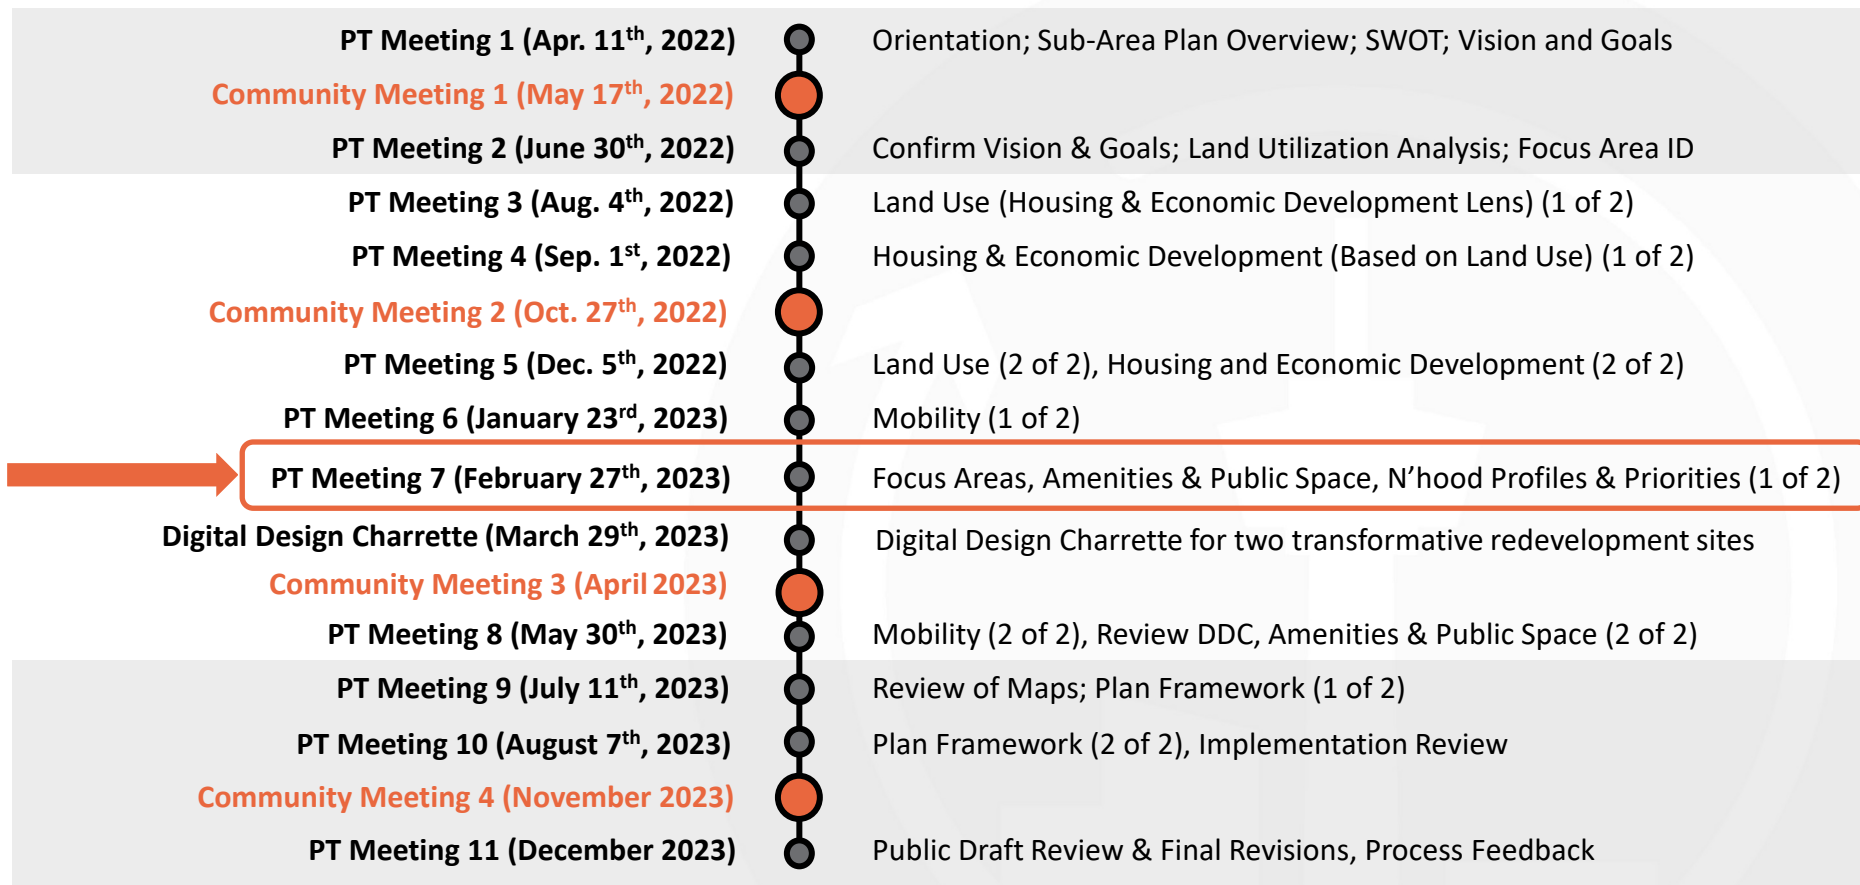 PT Meeting 1 (Apr. 11th, 2022) Orientation; Sub-Area Plan Overview; SWOT; Vision and Goals
Community Meeting 1 (May 17th, 2022)
PT Meeting 2 (June 30th, 2022) Confirm Vision & Goals; Land Utilization Analysis; Focus Area ID
PT Meeting 3 (Aug. 4th, 2022) Land Use (Housing & Economic Development Lens) (1 of 2)
PT Meeting 4 (Sep. 1st, 2022) Housing & Economic Development (Based on Land Use) (1 of 2)
Community Meeting 2 (Oct. 27th, 2022)
PT Meeting 5 (Dec. 5th, 2022) Land Use (2 of 2), Housing and Economic Development (2 of 2)
PT Meeting 6 (January 23rd, 2023) Mobility (1 of 2)
PT Meeting 7 (February 27th, 2023) Focus Areas, Amenities & Public Space, N’hood Profiles & Priorities (1 of 2)
Digital Design Charrette (March 29th, 2023) Digital Design Charrette for two transformative redevelopment sites
Community Meeting 3 (April 2023)
PT Meeting 8 (May 30th, 2023) Mobility (2 of 2), Review DDC, Amenities & Public Space (2 of 2)
PT Meeting 9 (July 11th, 2023) Review of Maps; Plan Framework (1 of 2)
PT Meeting 10 (August 7th, 2023) Plan Framework (2 of 2), Implementation Review
Community Meeting 4 (November 2023)
PT Meeting 11 (December 2023) Public Draft Review & Final Revisions, Process Feedback